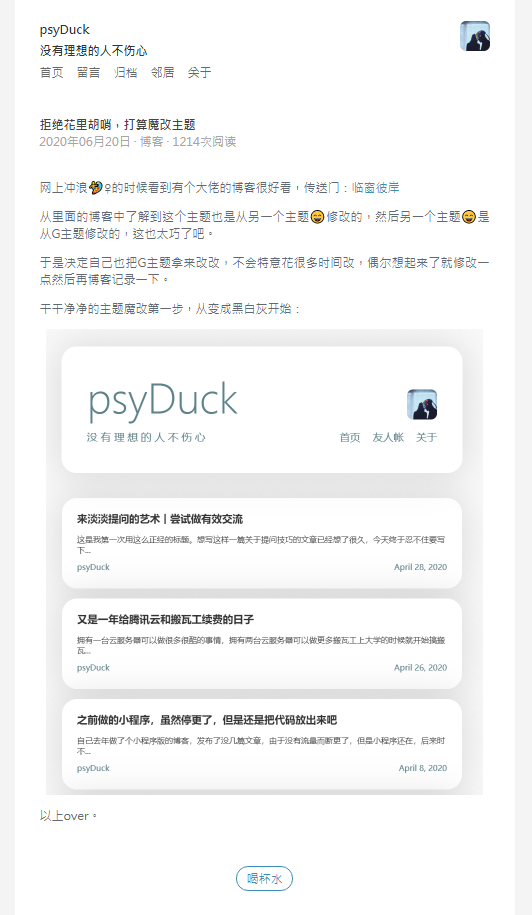 psyDuck
没有理想的人不伤心
首页 留言 归档 邻居 关于
拒绝花里胡哨，打算魔改主题
2020年06月20日 · 博客 · 1214次阅读
网上冲浪🏄♀的时候看到有个大佬的博客很好看，传送门：临窗彼岸
从里面的博客中了解到这个主题也是从另一个主题😄修改的，然后另一个主题😄是
从G主题修改的，这也太巧了吧。
于是决定自己也把G主题拿来改改，不会特意花很多时间改，偶尔想起来了就修改一
点然后再博客记录一下。
干干净净的主题魔改第一步，从变成黑白灰开始：
psyDuck
没有理想的人不伤心
首页 友人帐 关于
来淡淡提问的艺术丨尝试做有效交流
这是我第一次用这么正经的标题。想写这样一篇关于提问技巧的文章已经想了很久，今天终于忍不住要写
下...
psyDuck April 28, 2020
又是一年给腾讯云和搬瓦工续费的日子
拥有一台云服务器可以做很多很酷的事情，拥有两台云服务器可以做更多搬瓦工上大学的时候就开始搞搬
瓦...
psyDuck April 26, 2020
之前做的小程序，虽然停更了，但是还是把代码放出来吧
自己去年做了个小程序版的博客，发布了没几篇文章，由于没有流量而断更了，但是小程序还在，后来时
不...
psyDuck April 8, 2020
以上over。
喝杯水